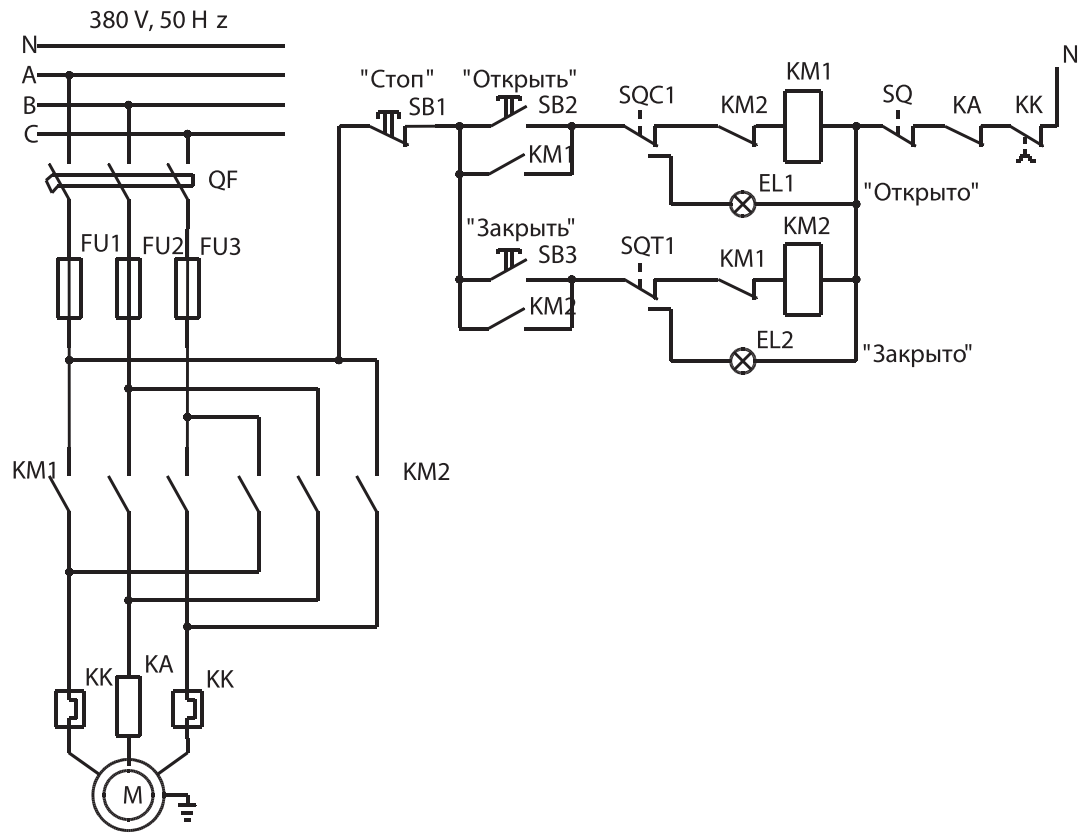 380 V, 50 H z
N
A
B
C
QF
FU1 FU2 FU3
KM1
KM2
KK KA KK
M
N
"Стоп" "Открыть" KM1
SB1 SB2 SQC1 KM2 SQ KA KK
KM1
EL1
"Открыто"
"Закрыть" KM2
SB3 SQT1 KM1
KM2
EL2
"Закрыто"